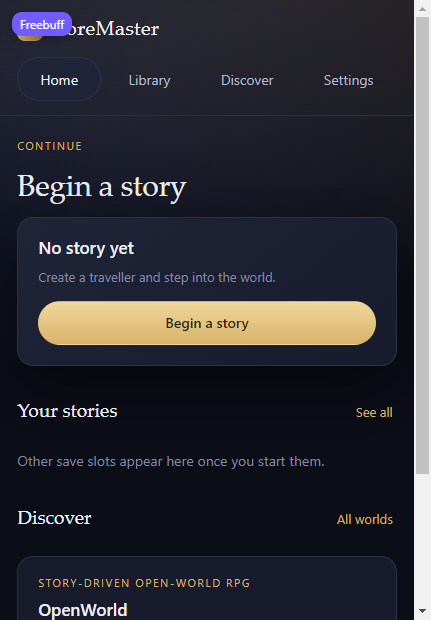 Freebuff
oreMaster
Home
Library
Discover
Settings
CONTINUE
Begin a story
No story yet
Create a traveller and step into the world.
Begin a story
Your stories
See all
Other save slots appear here once you start them.
Discover
All worlds
STORY-DRIVEN OPEN-WORLD RPG
OpenWorld